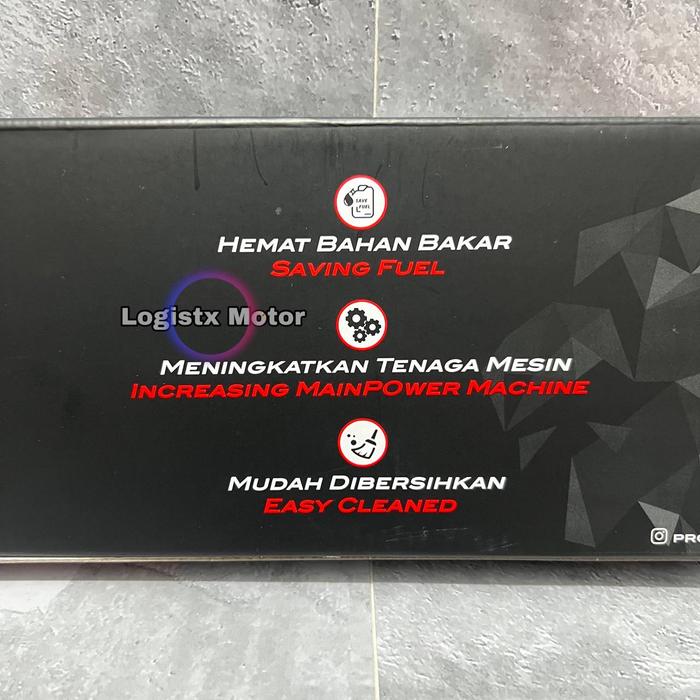 SAVE
FUEL
HEMAT BAHAN BAKAR
SAVING FUEL
Logistx Motor
MENINGKATKAN TENAGA MESIN
INCREASING MAINPOWER MACHINE
MUDAH DIBERSIHKAN
EASY CLEANED